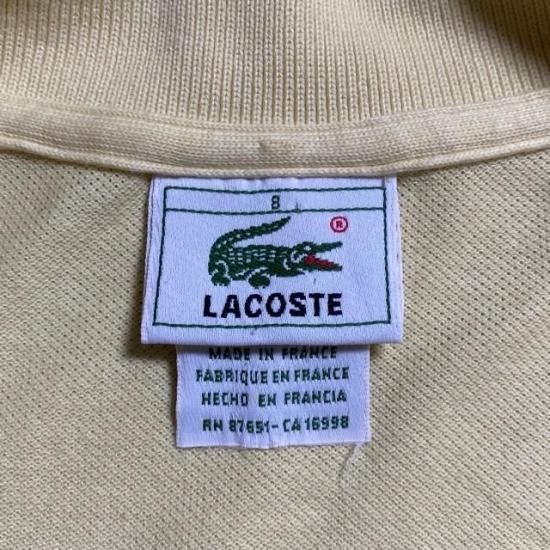 8
®
LACOSTE
MADE IN FRANCE
FABRIQUE EN FRANCE
HECHO EN FRANCIA
RN 87651-CA 16998